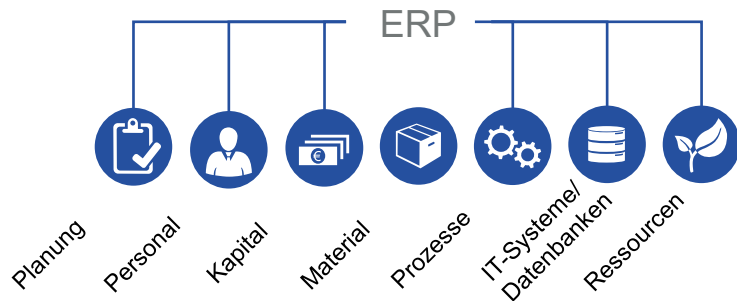 ERP
€
Planung
Personal
Kapital
Material
Prozesse
IT-Systeme/
Datenbanken
Ressourcen